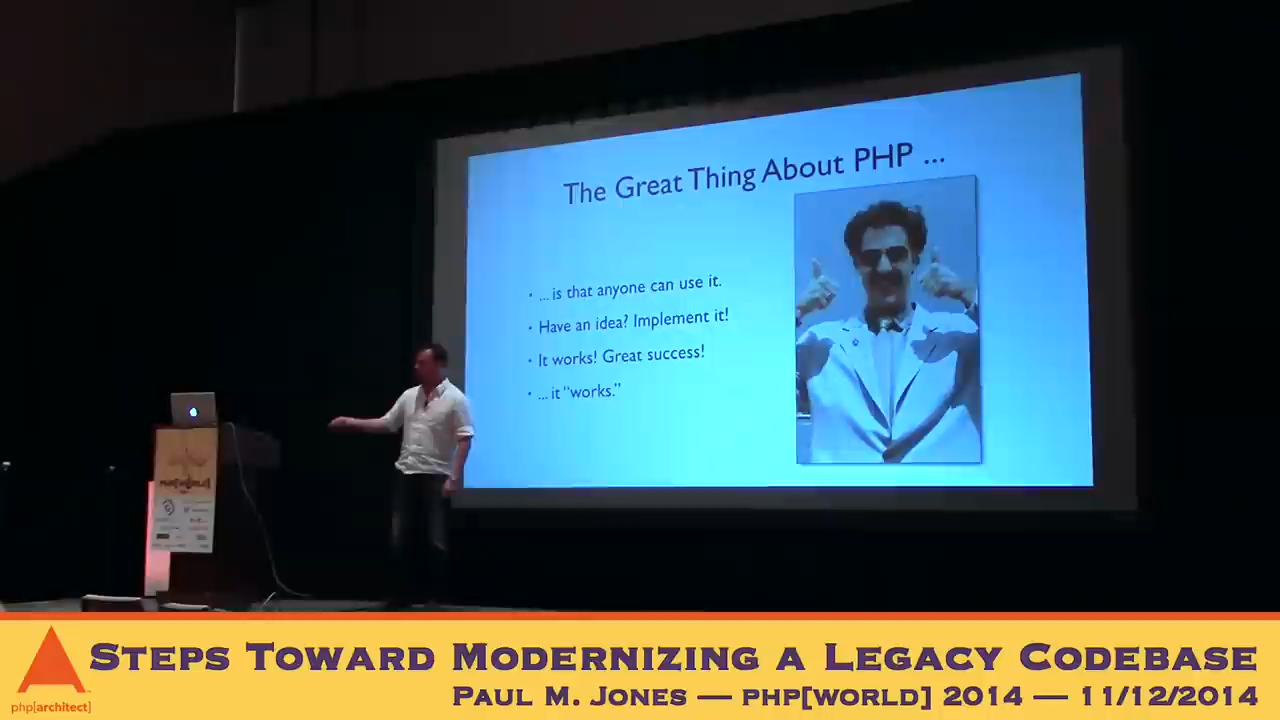 The Great Thing About PHP ...
• ... is that anyone can use it.
• Have an idea? Implement it!
• It works! Great success!
• ... it “works.”
STEPS TOWARD MODERNIZING A LEGACY CODEBASE
PAUL M. JONES — PHP[WORLD] 2014 — 11/12/2014
php[architect]